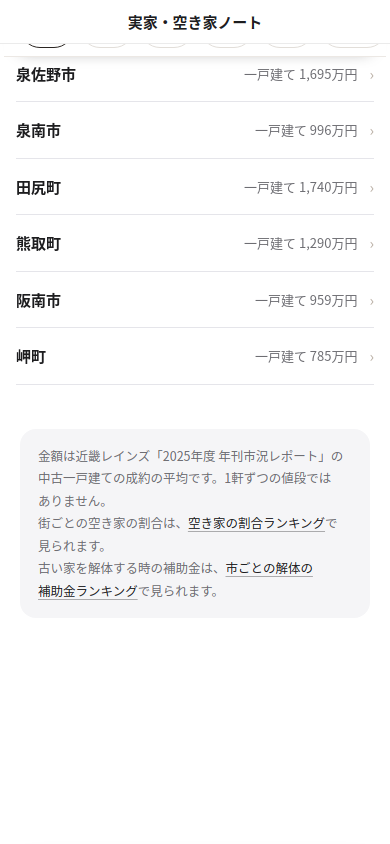 実家・空き家ノート
泉佐野市 一戸建て 1,695万円 ›
泉南市 一戸建て 996万円 ›
田尻町 一戸建て 1,740万円 ›
熊取町 一戸建て 1,290万円 ›
阪南市 一戸建て 959万円 ›
岬町 一戸建て 785万円 ›
金額は近畿レインズ「2025年度 年刊市況レポート」の
中古一戸建ての成約の平均です。1軒ずつの値段では
ありません。
街ごとの空き家の割合は、空き家の割合ランキングで
見られます。
古い家を解体する時の補助金は、市ごとの解体の
補助金ランキングで見られます。